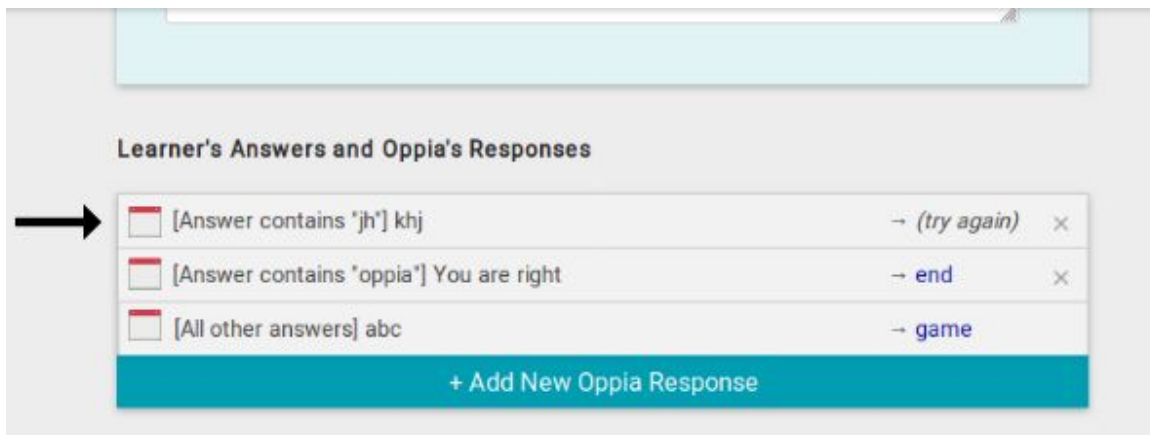 Learner's Answers and Oppia's Responses
[Answer contains "jh"] khj → (try again) ×
[Answer contains "oppia"] You are right → end ×
[All other answers] abc → game
+ Add New Oppia Response